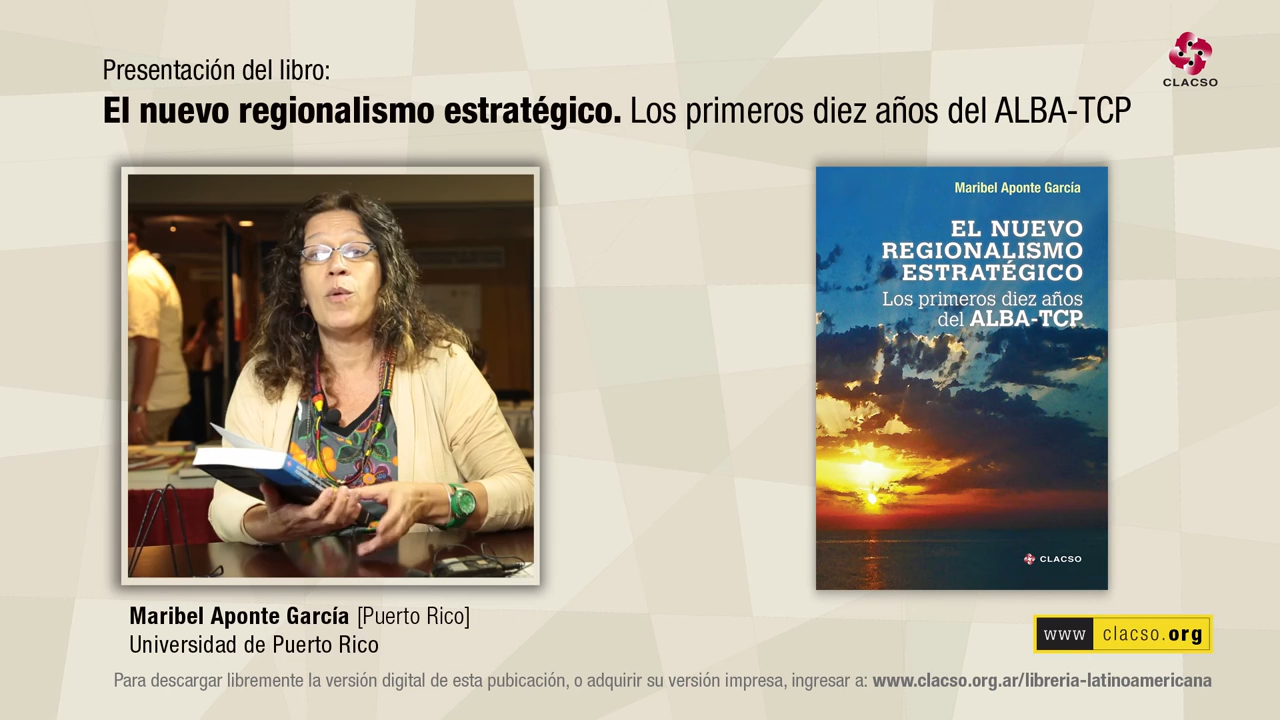 Presentación del libro:
El nuevo regionalismo estratégico. Los primeros diez años del ALBA-TCP
CLACSO
Maribel Aponte García
EL NUEVO
REGIONALISMO
ESTRATÉGICO
Los primeros diez años
del ALBA-TCP
CLACSO
Maribel Aponte García [Puerto Rico]
Universidad de Puerto Rico
www clacso.org
Para descargar libremente la versión digital de esta pubicación, o adquirir su versión impresa, ingresar a: www.clacso.org.ar/libreria-latinoamericana